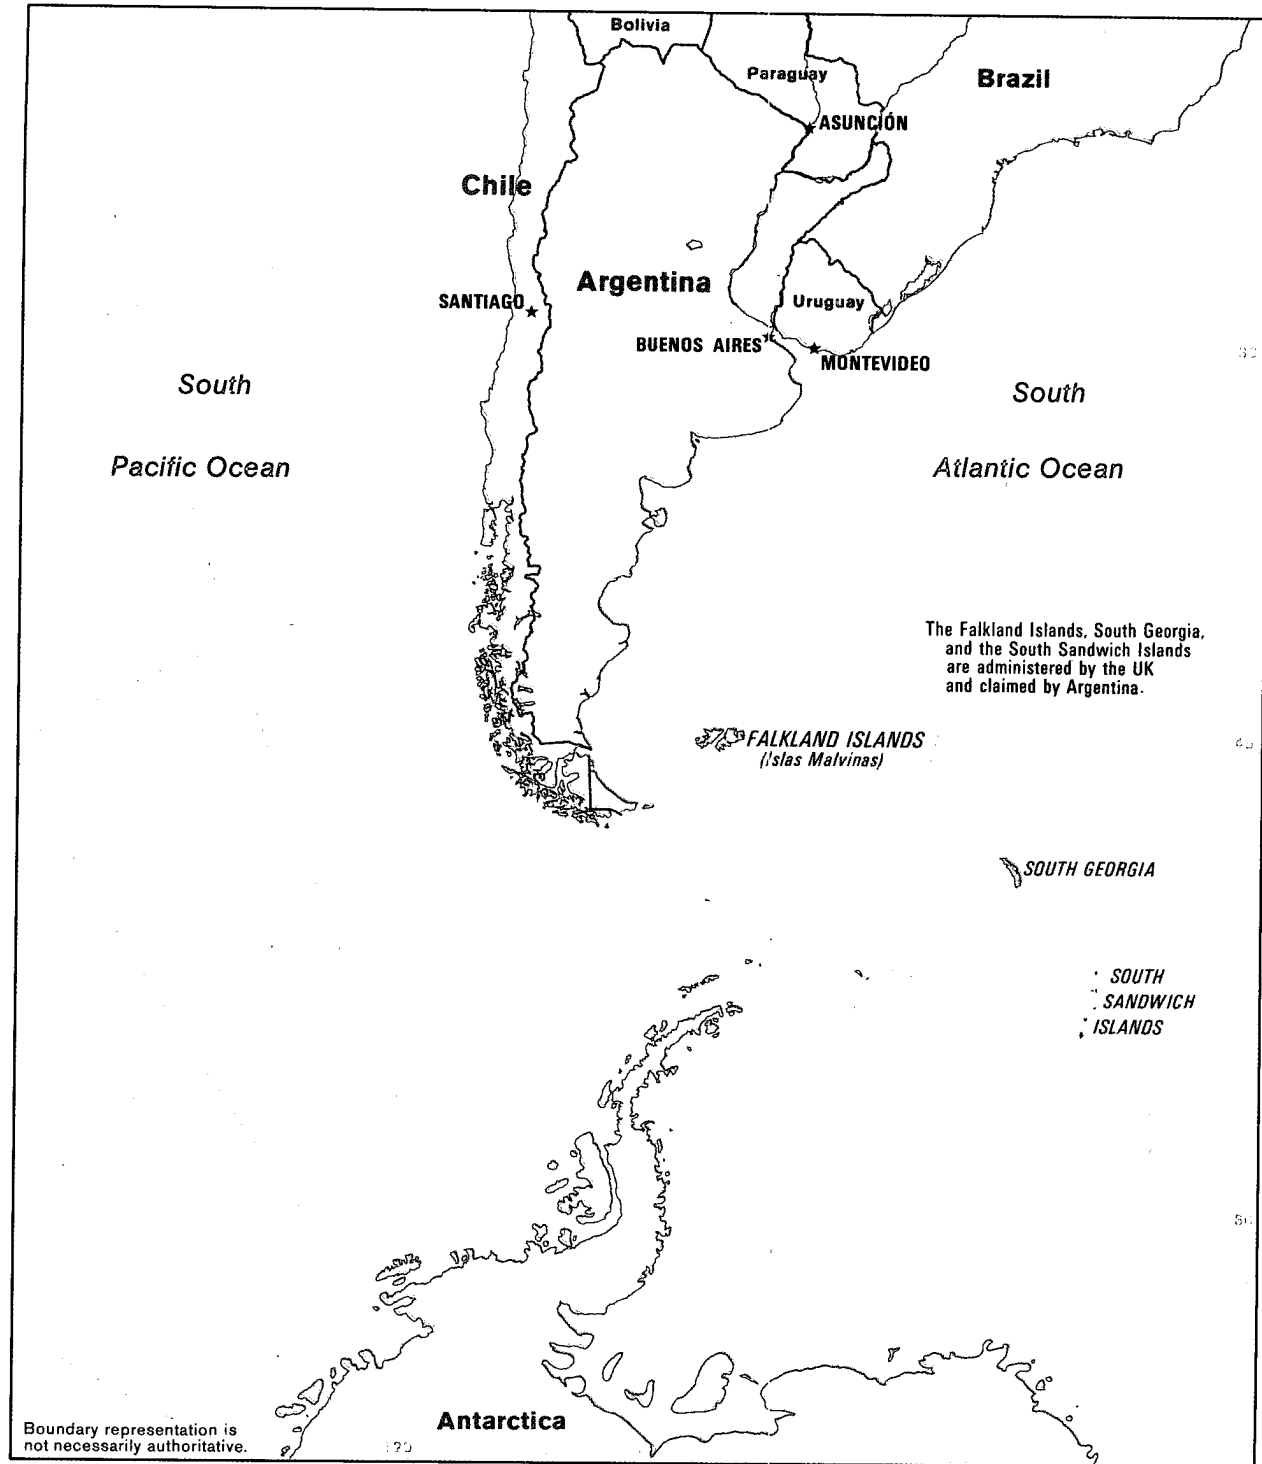 Bolivia
Paraguay
Brazil
ASUNCIÓN
Chile
Argentina
SANTIAGO
Uruguay
BUENOS AIRES
MONTEVIDEO
South
Pacific Ocean
South
Atlantic Ocean
The Falkland Islands, South Georgia,
and the South Sandwich Islands
are administered by the UK
and claimed by Argentina.
FALKLAND ISLANDS
(Islas Malvinas)
SOUTH GEORGIA
SOUTH
SANDWICH
ISLANDS
Antarctica
Boundary representation is
not necessarily authoritative.